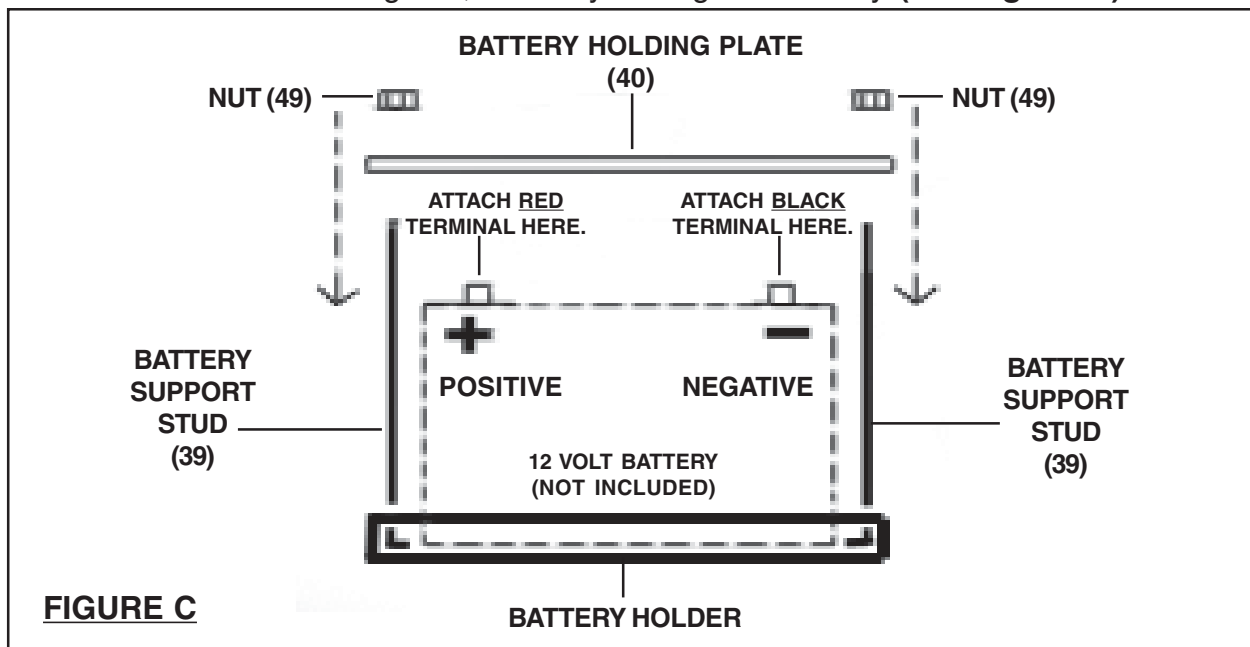 BATTERY HOLDING PLATE
(40)
NUT (49)
NUT (49)
ATTACH RED
TERMINAL HERE.
ATTACH BLACK
TERMINAL HERE.
+
−
POSITIVE
NEGATIVE
BATTERY
SUPPORT
STUD
(39)
BATTERY
SUPPORT
STUD
(39)
12 VOLT BATTERY
(NOT INCLUDED)
FIGURE C
BATTERY HOLDER